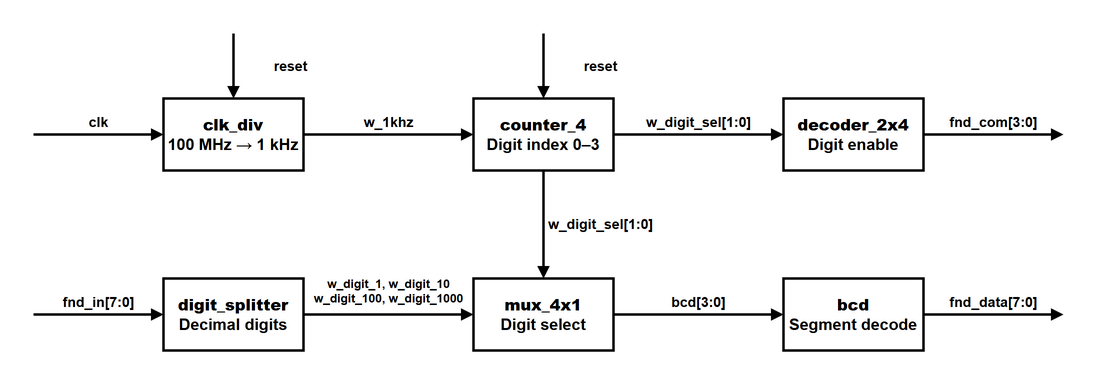 reset
reset
clk
clk_div
100 MHz → 1 kHz
w_1khz
counter_4
Digit index 0–3
w_digit_sel[1:0]
decoder_2x4
Digit enable
fnd_com[3:0]
w_digit_sel[1:0]
fnd_in[7:0]
digit_splitter
Decimal digits
w_digit_1, w_digit_10
w_digit_100, w_digit_1000
mux_4x1
Digit select
bcd[3:0]
bcd
Segment decode
fnd_data[7:0]